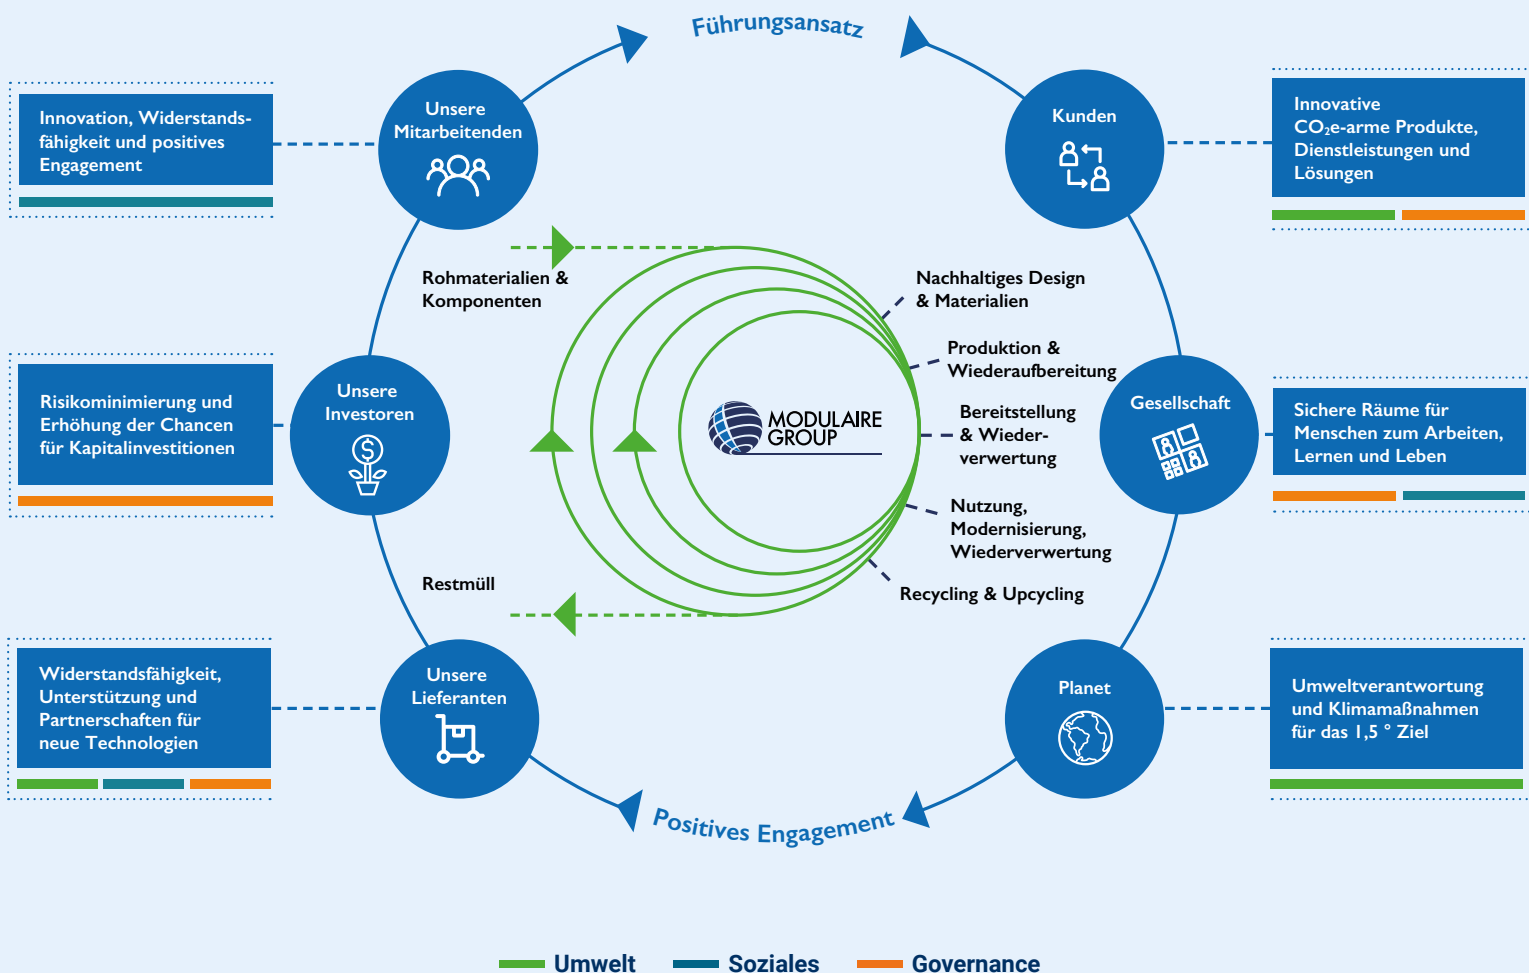 Führungsansatz
Innovation, Widerstands-
fähigkeit und positives
Engagement
Unsere
Mitarbeitenden
Kunden
Innovative
CO₂e-arme Produkte,
Dienstleistungen und
Lösungen
Rohmaterialien &
Komponenten
Nachhaltiges Design
& Materialien
Produktion &
Wiederaufbereitung
Risikominimierung und
Erhöhung der Chancen
für Kapitalinvestitionen
Unsere
Investoren
$
MODULAIRE
GROUP
Bereitstellung
& Wieder-
verwertung
Gesellschaft
Sichere Räume für
Menschen zum Arbeiten,
Lernen und Leben
Nutzung,
Modernisierung,
Wiederverwertung
Restmüll
Recycling & Upcycling
Widerstandsfähigkeit,
Unterstützung und
Partnerschaften für
neue Technologien
Unsere
Lieferanten
Planet
Umweltverantwortung
und Klimamaßnahmen
für das 1,5 ° Ziel
Positives Engagement
Umwelt
Soziales
Governance